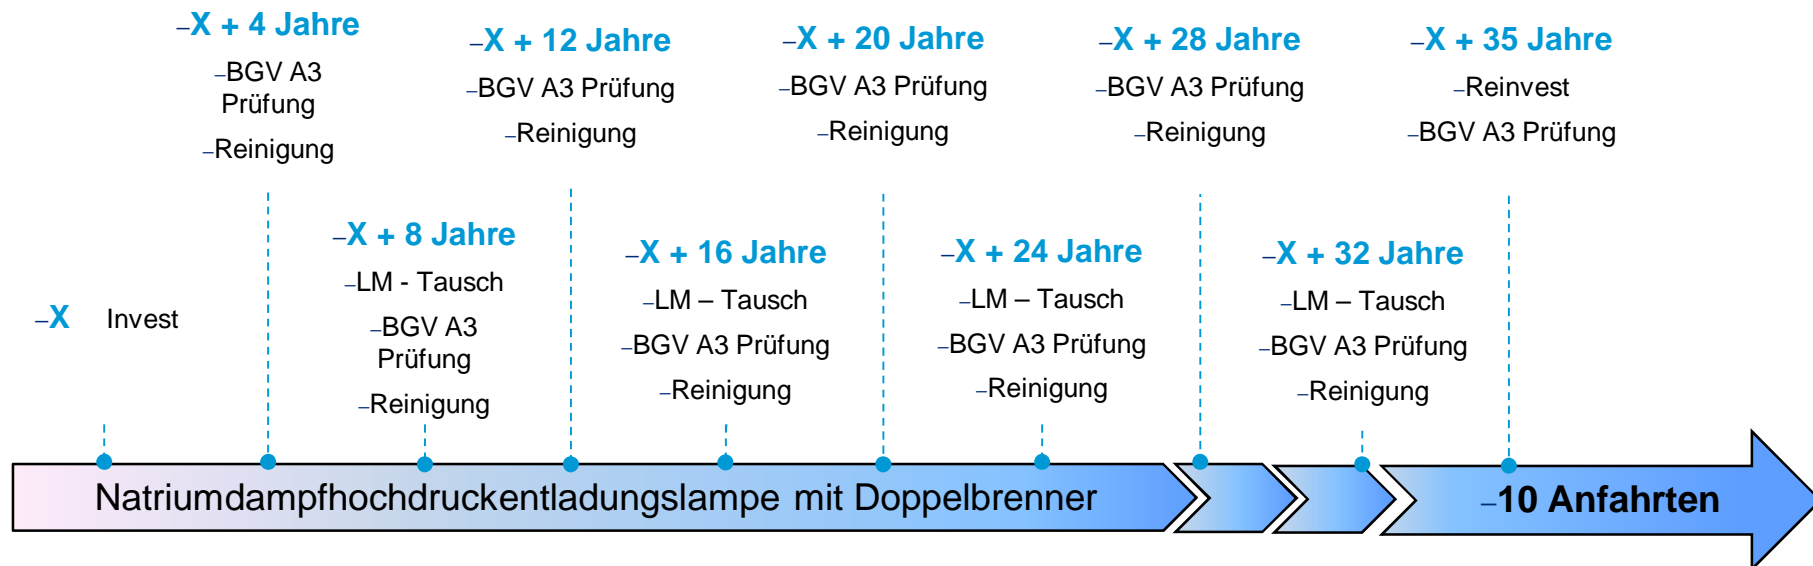 –X + 4 Jahre
–BGV A3
Prüfung
–Reinigung
–X + 12 Jahre
–BGV A3 Prüfung
–Reinigung
–X + 20 Jahre
–BGV A3 Prüfung
–Reinigung
–X + 28 Jahre
–BGV A3 Prüfung
–Reinigung
–X + 35 Jahre
–Reinvest
–BGV A3 Prüfung
–X Invest
–X + 8 Jahre
–LM - Tausch
–BGV A3
Prüfung
–Reinigung
–X + 16 Jahre
–LM – Tausch
–BGV A3 Prüfung
–Reinigung
–X + 24 Jahre
–LM – Tausch
–BGV A3 Prüfung
–Reinigung
–X + 32 Jahre
–LM – Tausch
–BGV A3 Prüfung
–Reinigung
Natriumdampfhochdruckentladungslampe mit Doppelbrenner
–10 Anfahrten